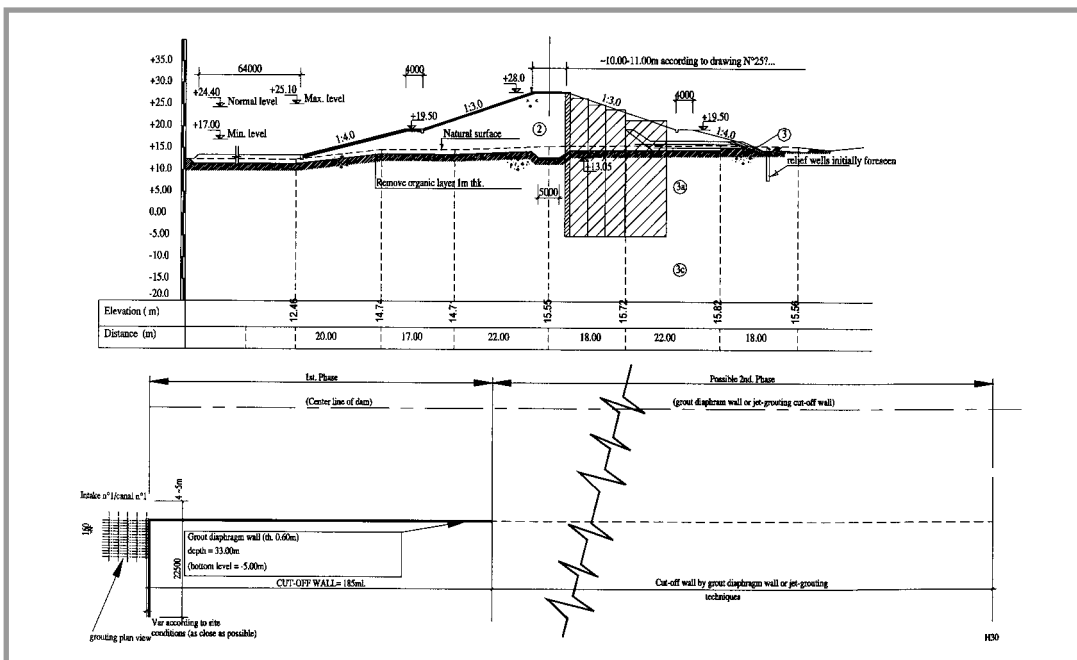 +35.0
+30.0
+25.0
+20.0
+15.0
+10.0
5.00
0.00
-5.00
-10.0
-15.0
-20.0
64000
4000
+28.0
~10.00-11.00m according to drawing N°25?...
+24.40
Normal level
+25.10
Max. level
+17.00
Min. level
1:4.0
+19.50
1:3.0
Natural surface
2
1:3.0
4000
+19.50
1:4.0
3
relief wells initially foreseen
Remove organic layer 1m thk.
5000
13.05
3a
3c
Elevation ( m)
12.46
14.74
14.71
15.55
15.72
15.82
15.56
Distance (m)
20.00
17.00
22.00
18.00
22.00
18.00
1st. Phase
Possible 2nd. Phase
(Center line of dam)
(grout diaphram wall or jet-grouting cut-off wall)
Intake n°1/canal n°1
4 ~5m
160
Grout diaphragm wall (th. 0.60m)
depth = 33.00m
(bottom level = -5.00m)
22500
CUT-OFF WALL= 185ml.
Cut-off wall by grout diaphragm wall or jet-grouting
techniques
Var according to site
conditions (as close as possible)
grouting plan view
H30